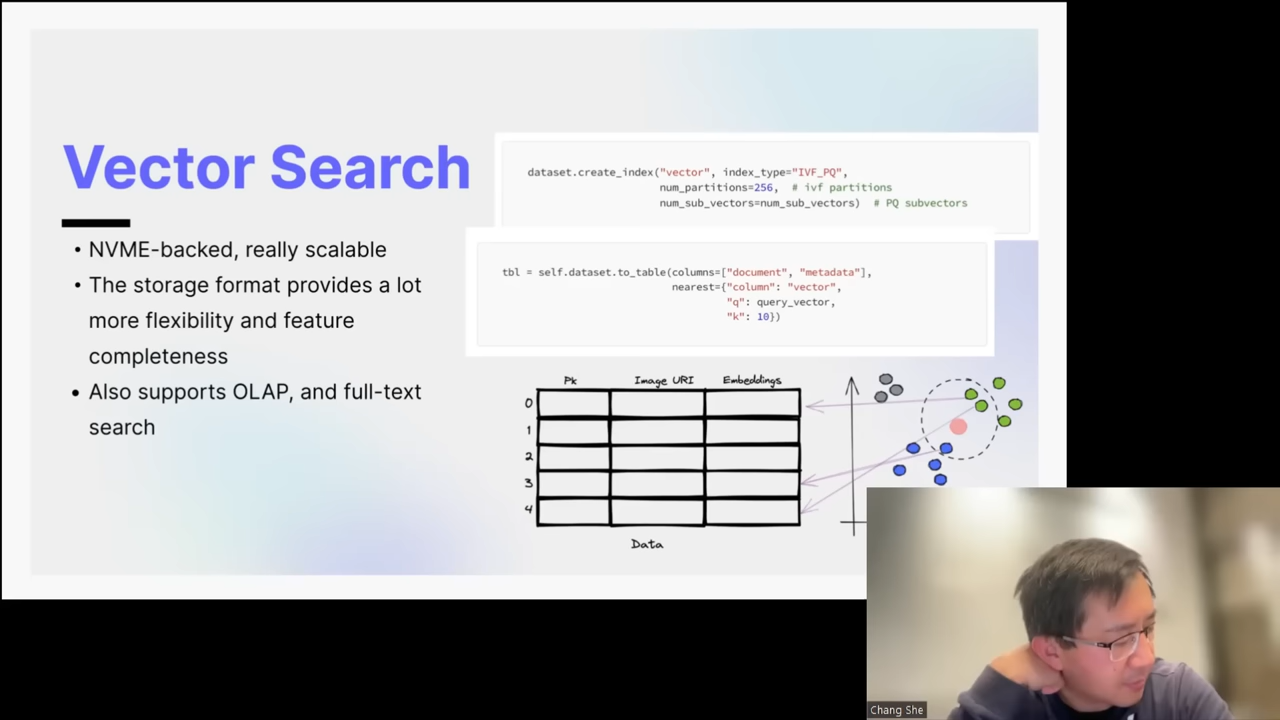 Vector Search
• NVME-backed, really scalable
• The storage format provides a lot
more flexibility and feature
completeness
• Also supports OLAP, and full-text
search
dataset.create_index("vector", index_type="IVF_PQ",
num_partitions=256,  # ivf partitions
num_sub_vectors=num_sub_vectors)  # PQ subvectors
tbl = self.dataset.to_table(columns=["document", "metadata"],
nearest={"column": "vector",
"q": query_vector,
"k": 10})
Pk Image URI Embeddings
0
1
2
3
4
Data
Chang She